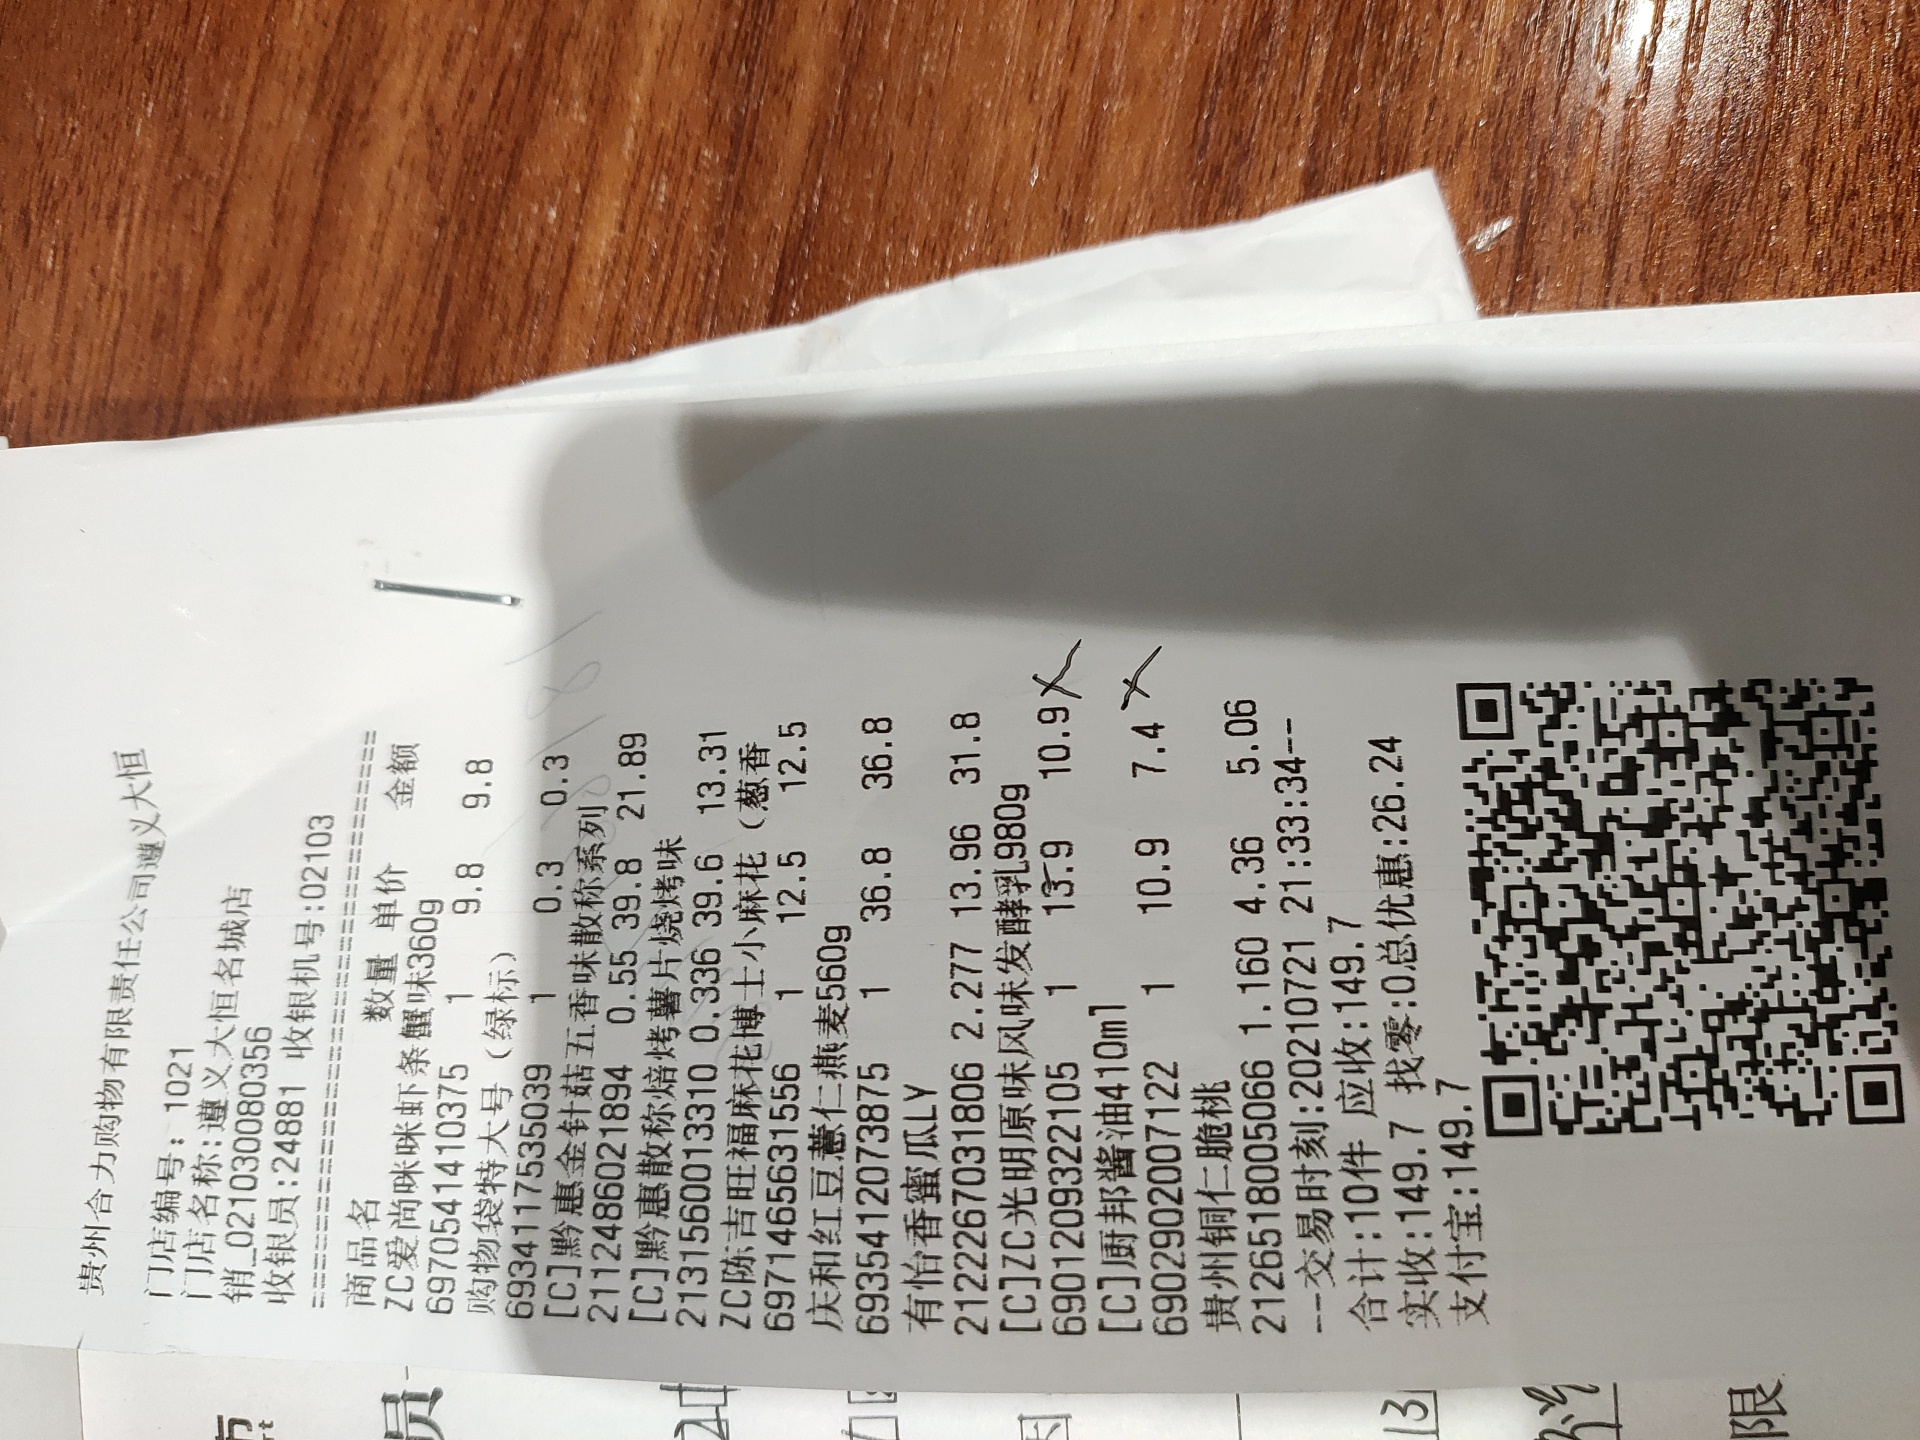 贵州合力购物有限责任公司遵义大恒
门店编号：1021
门店名称:遵义大恒名城店
销_021030080356
收银员:24881 收银机号:02103
商品名 数量 单价 金额
ZC爱尚咪咪虾条蟹味360g
6970541410375 1 9.8 9.8
购物袋特大号（绿标）
6934117535039 1 0.3 0.3
[C]黔惠金针菇五香味散称系列
2112486021894 0.55 39.8 21.89
[C]黔惠散称焙烤薯片烧烤味
2131560013310 0.336 39.6 13.31
ZC陈吉旺福麻花博士小麻花（葱香
6971465631556 1 12.5 12.5
庆和红豆薏仁燕麦560g
6935412073875 1 36.8 36.8
有怡香蜜瓜LY
2122267031806 2.277 13.96 31.8
[C]ZC光明原味风味发酵乳980g
6901209322105 1 13.9 10.9
[C]厨邦酱油410ml
6902902007122 1 10.9 7.4
贵州铜仁脆桃
2126518005066 1.160 4.36 5.06
--交易时刻:20210721 21:33:34--
合计:10件 应收:149.7
实收:149.7 找零:0总优惠:26.24
支付宝:149.7
员
13
限